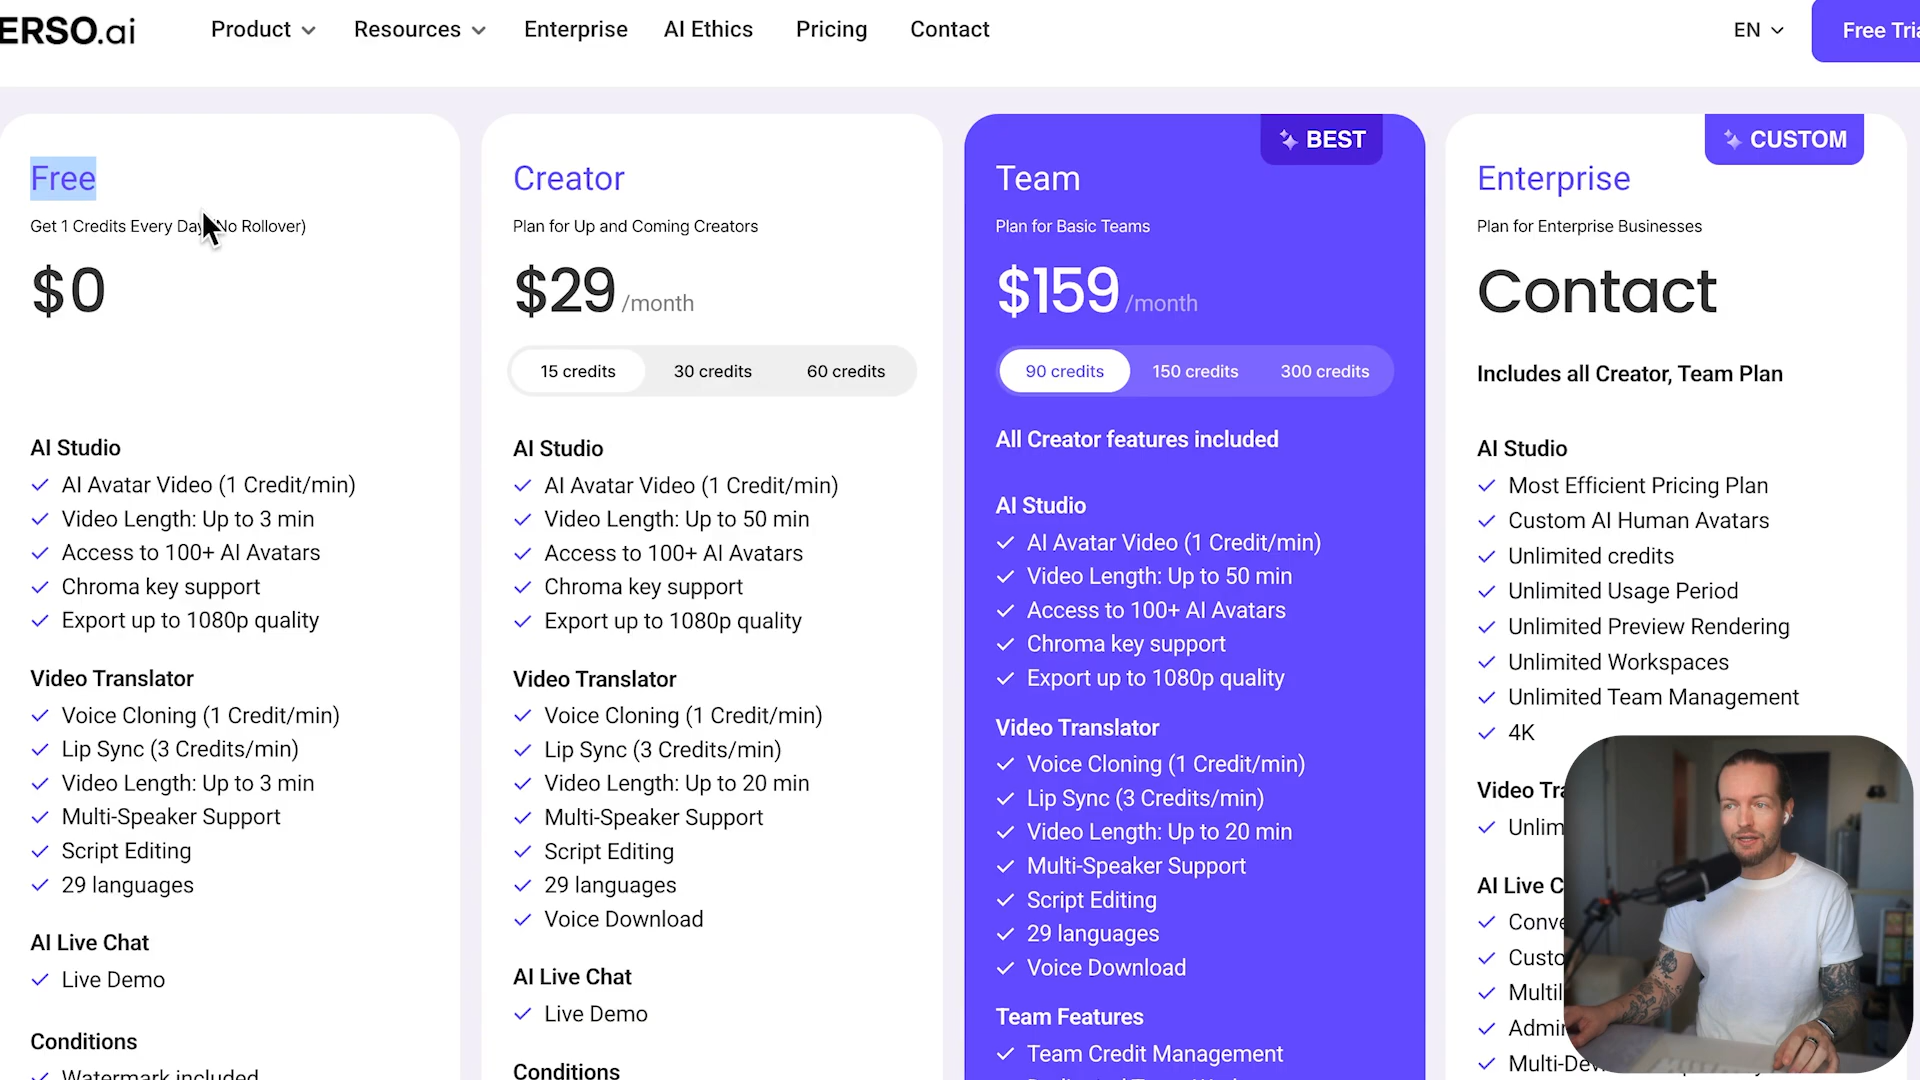 ERSO.ai
Product
Resources
Enterprise
AI Ethics
Pricing
Contact
EN
Free
Free
Get 1 Credits Every Day No Rollover)
$0
AI Studio
AI Avatar Video (1 Credit/min)
Video Length: Up to 3 min
Access to 100+ AI Avatars
Chroma key support
Export up to 1080p quality
Video Translator
Voice Cloning (1 Credit/min)
Lip Sync (3 Credits/min)
Video Length: Up to 3 min
Multi-Speaker Support
Script Editing
29 languages
AI Live Chat
Live Demo
Conditions
Watermark included
Creator
Plan for Up and Coming Creators
$29 /month
15 credits
30 credits
60 credits
AI Studio
AI Avatar Video (1 Credit/min)
Video Length: Up to 50 min
Access to 100+ AI Avatars
Chroma key support
Export up to 1080p quality
Video Translator
Voice Cloning (1 Credit/min)
Lip Sync (3 Credits/min)
Video Length: Up to 20 min
Multi-Speaker Support
Script Editing
29 languages
Voice Download
AI Live Chat
Live Demo
Conditions
BEST
Team
Plan for Basic Teams
$159 /month
90 credits
150 credits
300 credits
All Creator features included
AI Studio
AI Avatar Video (1 Credit/min)
Video Length: Up to 50 min
Access to 100+ AI Avatars
Chroma key support
Export up to 1080p quality
Video Translator
Voice Cloning (1 Credit/min)
Lip Sync (3 Credits/min)
Video Length: Up to 20 min
Multi-Speaker Support
Script Editing
29 languages
Voice Download
Team Features
Team Credit Management
CUSTOM
Enterprise
Plan for Enterprise Businesses
Contact
Includes all Creator, Team Plan
AI Studio
Most Efficient Pricing Plan
Custom AI Human Avatars
Unlimited credits
Unlimited Usage Period
Unlimited Preview Rendering
Unlimited Workspaces
Unlimited Team Management
4K
Video
AI Live